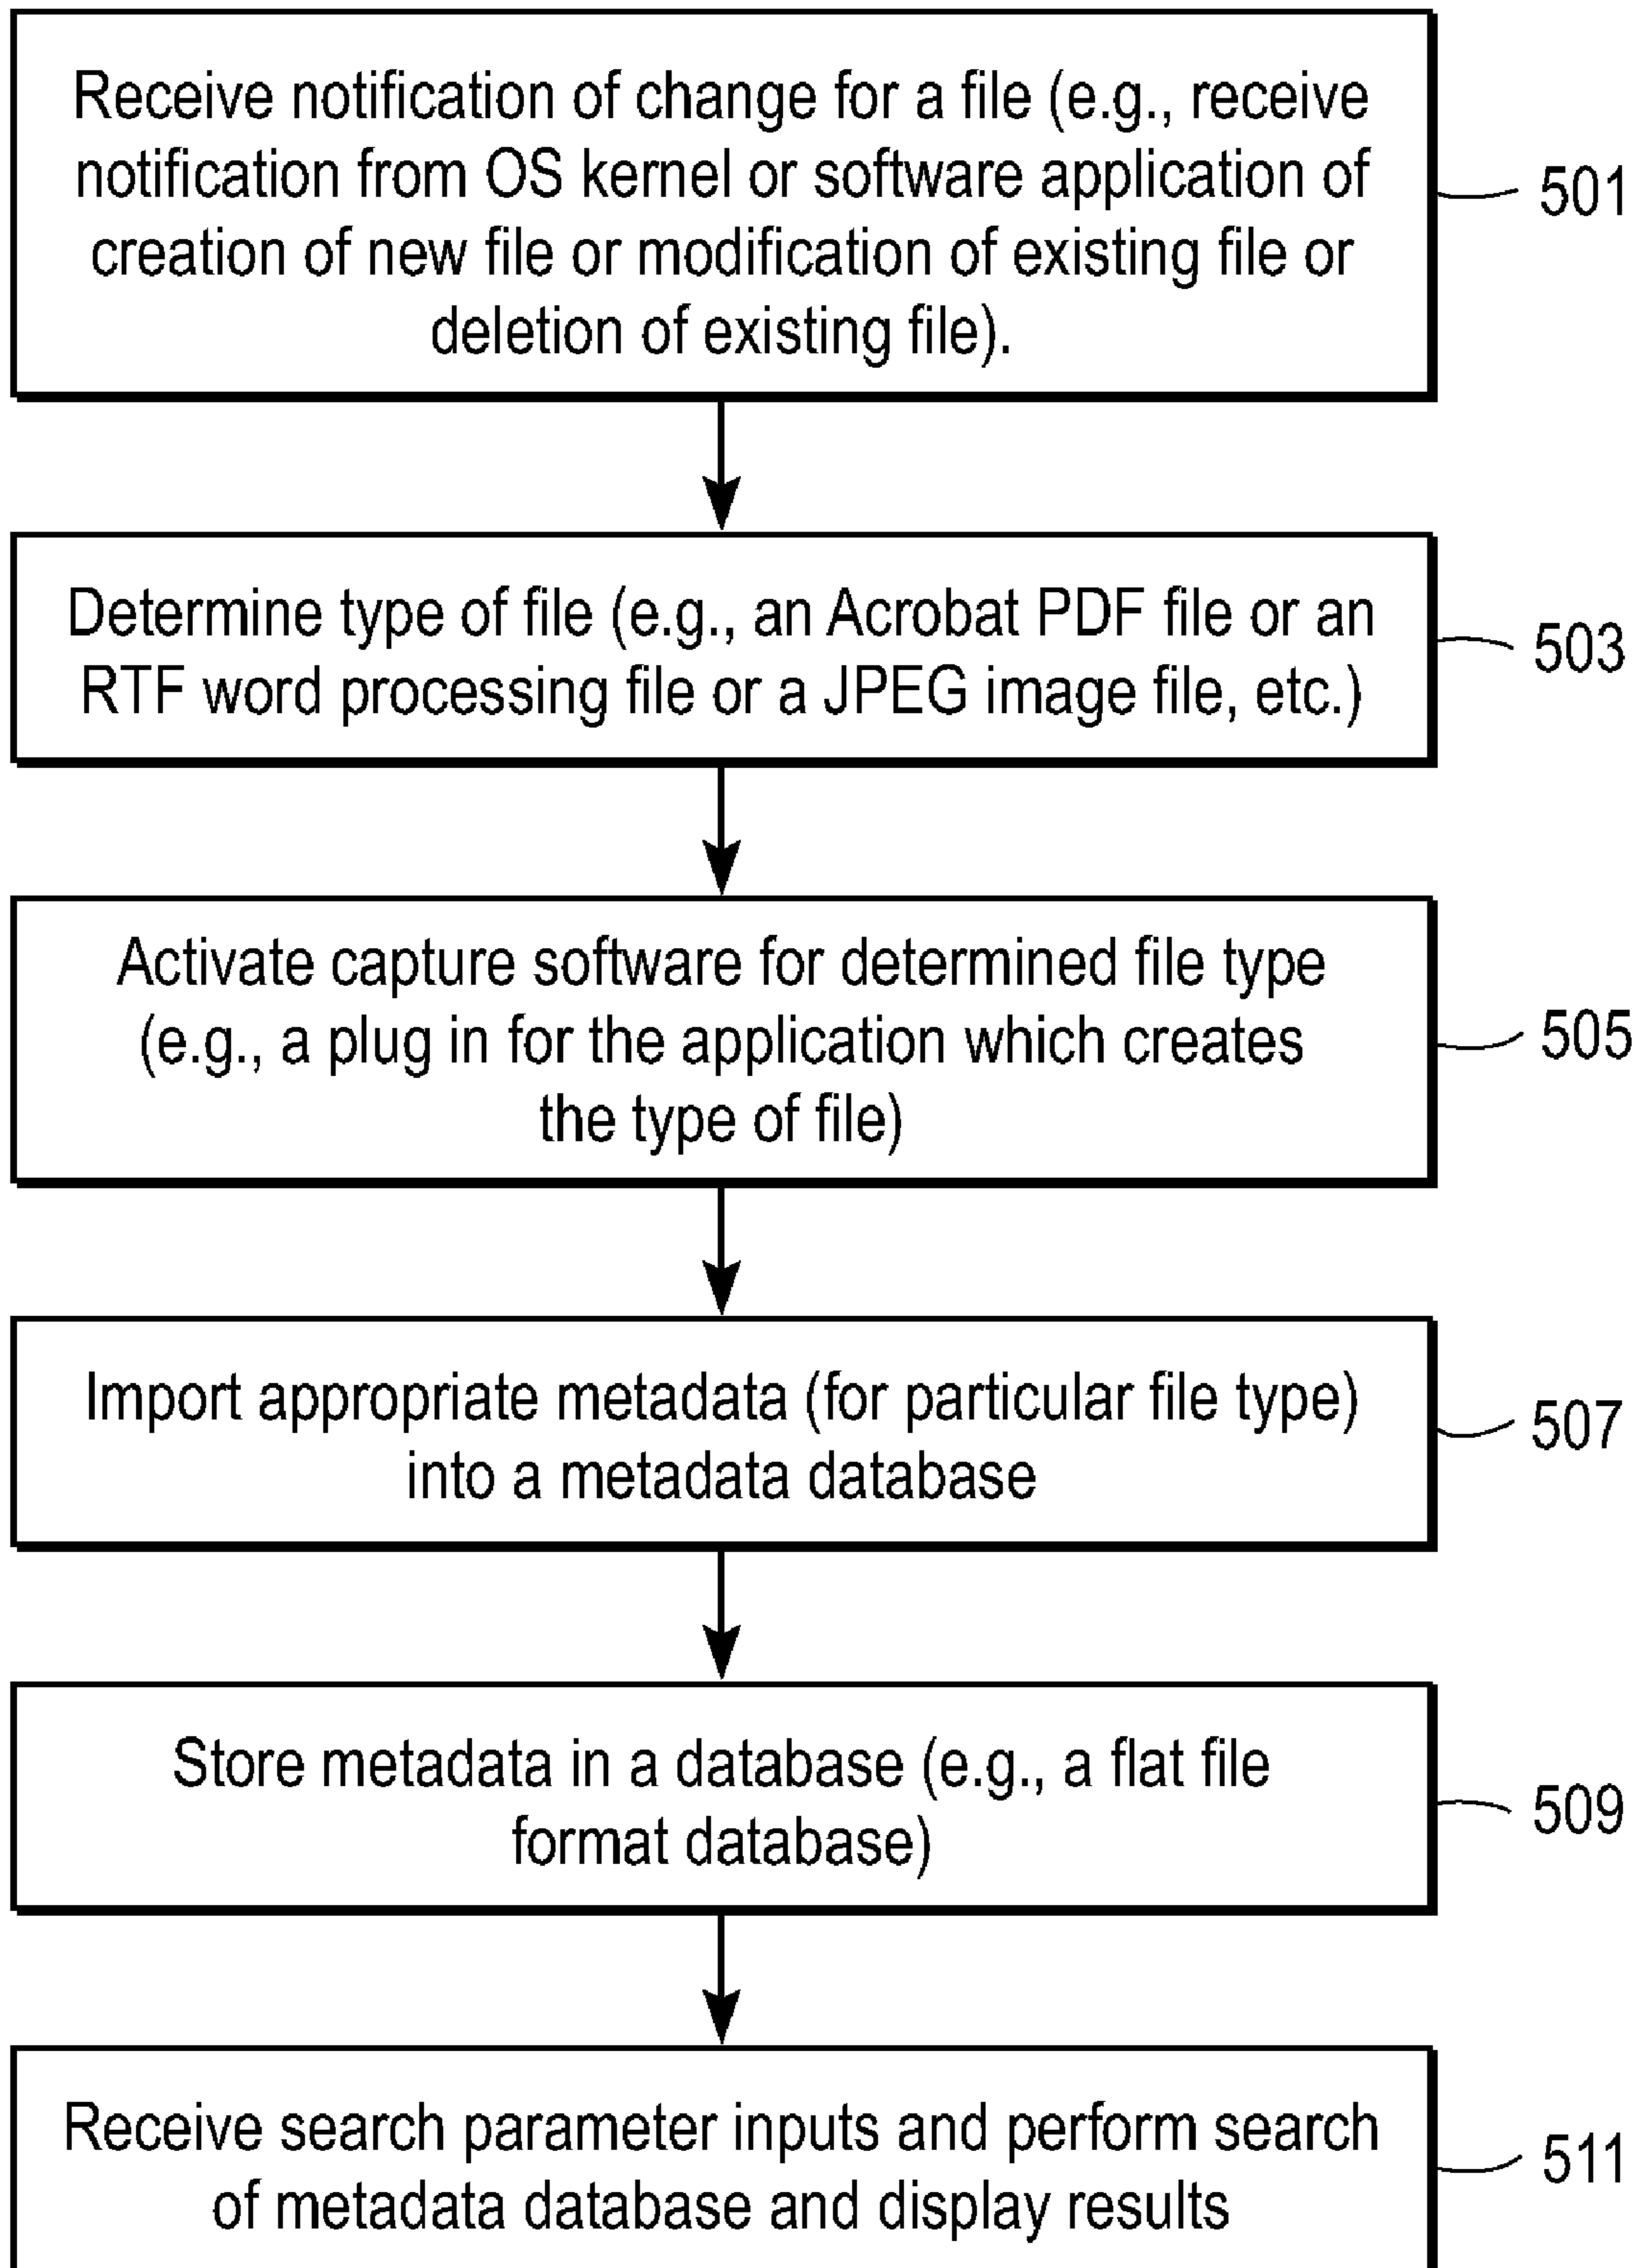 Receive notification of change for a file (e.g., receive
notification from OS kernel or software application of
creation of new file or modification of existing file or
deletion of existing file).
501
Determine type of file (e.g., an Acrobat PDF file or an
RTF word processing file or a JPEG image file, etc.)
503
Activate capture software for determined file type
(e.g., a plug in for the application which creates
the type of file)
505
Import appropriate metadata (for particular file type)
into a metadata database
507
Store metadata in a database (e.g., a flat file
format database)
509
Receive search parameter inputs and perform search
of metadata database and display results
511